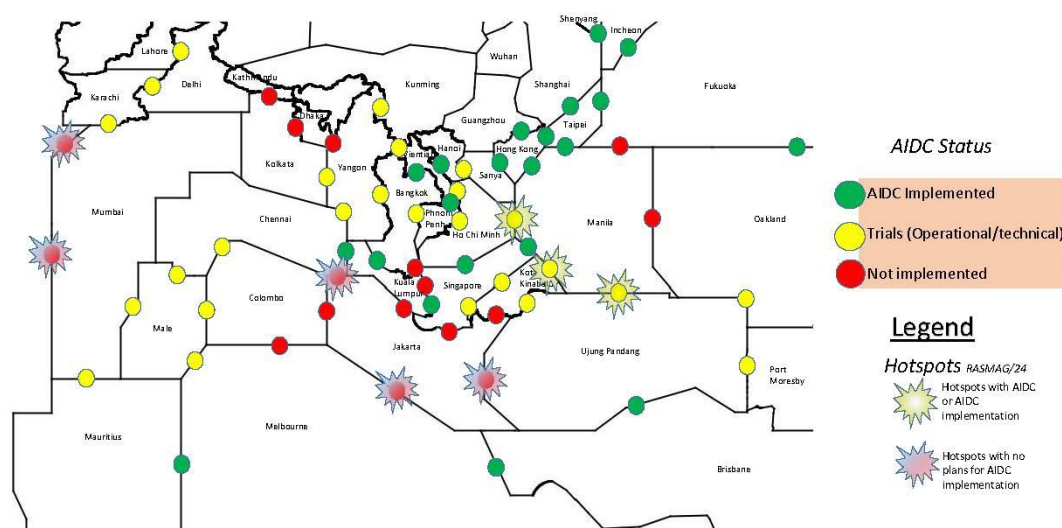 Shenyang
Incheon
Lahore
Wuhan
Delhi
Kathmandu
Kunming
Shanghai
Fukuoka
Karachi
Dhaka
Guangzhou
Taipei
Hanoi
Hong Kong
Kolkata
Yangon
Sanya
Mumbai
Bangkok
Chennai
Phnom
Penh
Manila
Oakland
Ho Chi Minh
Colombo
Kuala
Lumpur
Singapore
Kinabalu
Male
Jakarta
Ujung Pandang
Port
Moresby
Mauritius
Melbourne
Brisbane
AIDC Status
AIDC Implemented
Trials (Operational/technical)
Not implemented
Legend
Hotspots RASMAG/24
Hotspots with AIDC
or AIDC
implementation
Hotspots with no
plans for AIDC
implementation